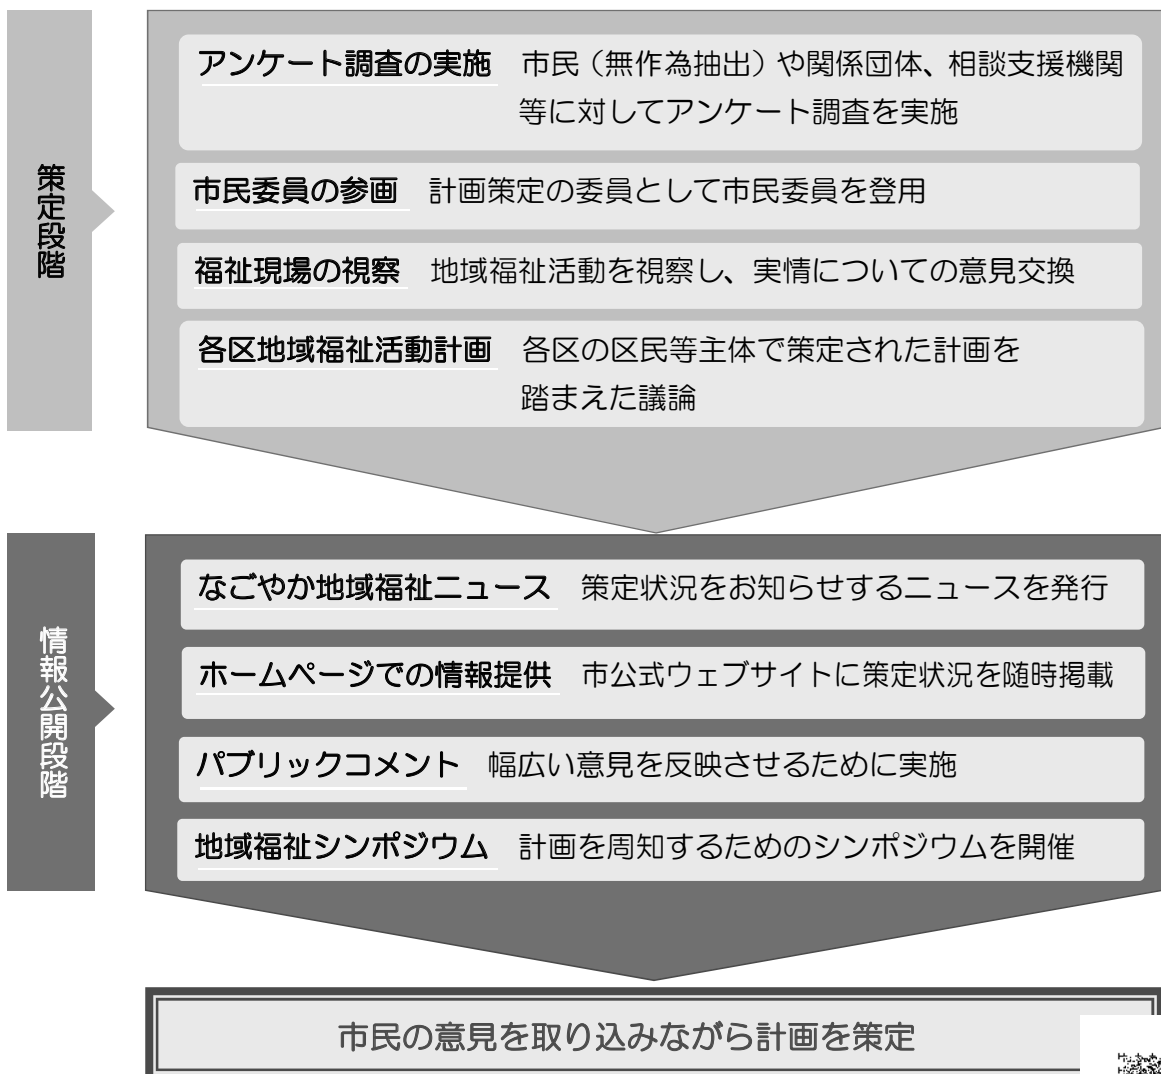 策定段階
アンケート調査の実施 市民（無作為抽出）や関係団体、相談支援機関
等に対してアンケート調査を実施
市民委員の参画 計画策定の委員として市民委員を登用
福祉現場の視察 地域福祉活動を視察し、実情についての意見交換
各区地域福祉活動計画 各区の区民等主体で策定された計画を
踏まえた議論
情報公開段階
なごやか地域福祉ニュース 策定状況をお知らせするニュースを発行
ホームページでの情報提供 市公式ウェブサイトに策定状況を随時掲載
パブリックコメント 幅広い意見を反映させるために実施
地域福祉シンポジウム 計画を周知するためのシンポジウムを開催
市民の意見を取り込みながら計画を策定